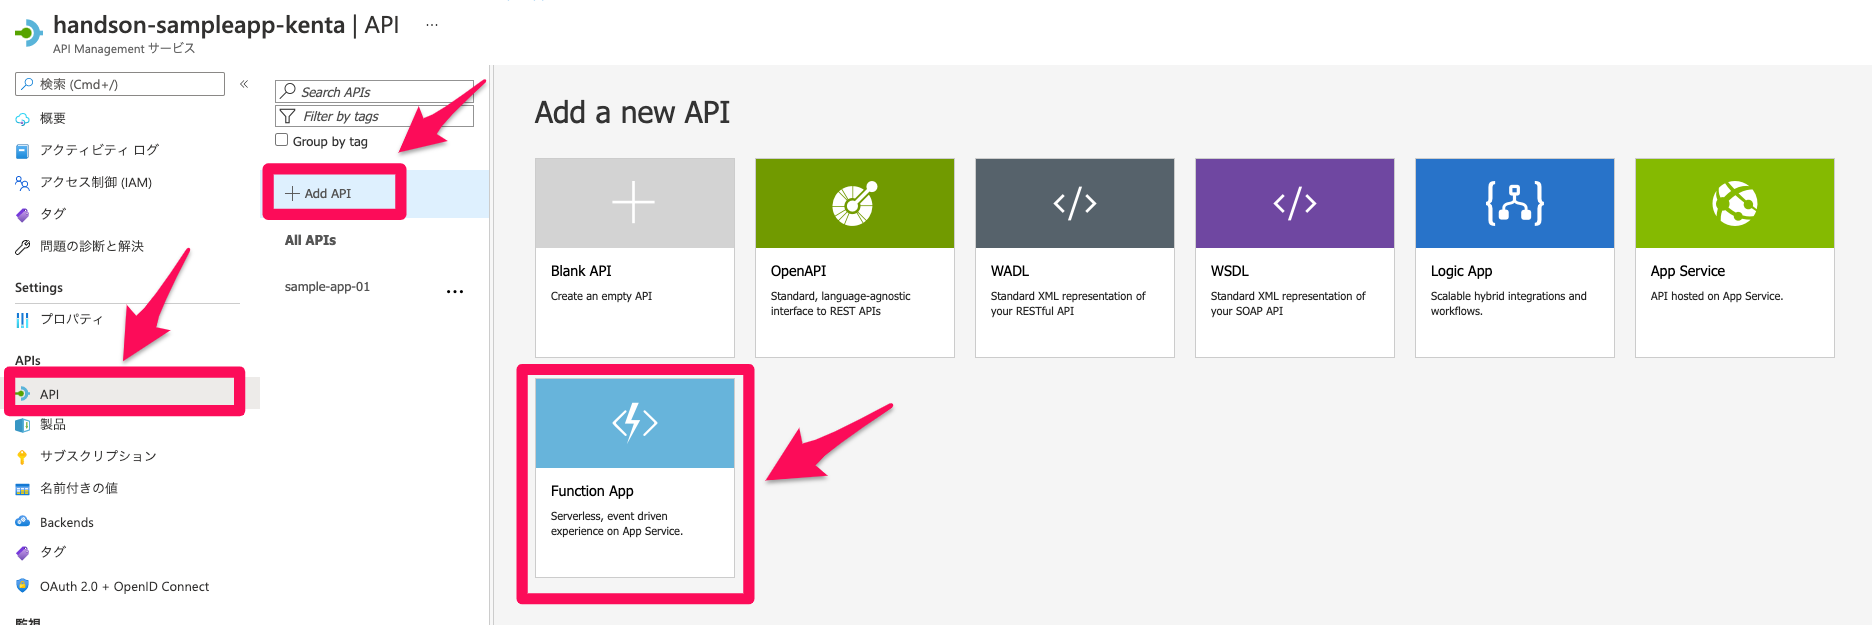 handson-sampleapp-kenta | API ...
API Management サービス
検索 (Cmd+/)
«
概要
アクティビティ ログ
アクセス制御 (IAM)
タグ
問題の診断と解決
Settings
プロパティ
APIs
API
製品
サブスクリプション
名前付きの値
Backends
タグ
OAuth 2.0 + OpenID Connect
監視
Search APIs
Filter by tags
Group by tag
+ Add API
All APIs
sample-app-01 ...
Add a new API
Blank API
Create an empty API
OpenAPI
Standard, language-agnostic
interface to REST APIs
WADL
Standard XML representation of
your RESTful API
WSDL
Standard XML representation of
your SOAP API
Logic App
Scalable hybrid integrations and
workflows.
App Service
API hosted on App Service.
Function App
Serverless, event driven
experience on App Service.